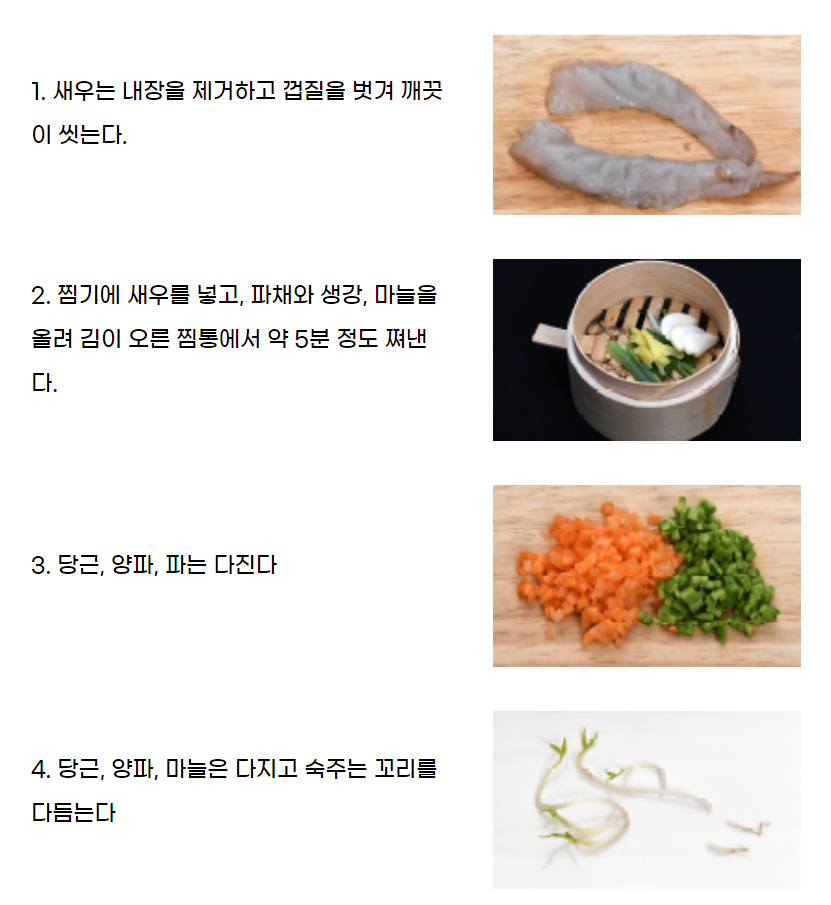 1. 새우는 내장을 제거하고 껍질을 벗겨 깨끗
이 씻는다.
2. 찜기에 새우를 넣고, 파채와 생강, 마늘을
올려 김이 오른 찜통에서 약 5분 정도 쪄낸
다.
3. 당근, 양파, 파는 다진다
4. 당근, 양파, 마늘은 다지고 숙주는 꼬리를
다듬는다